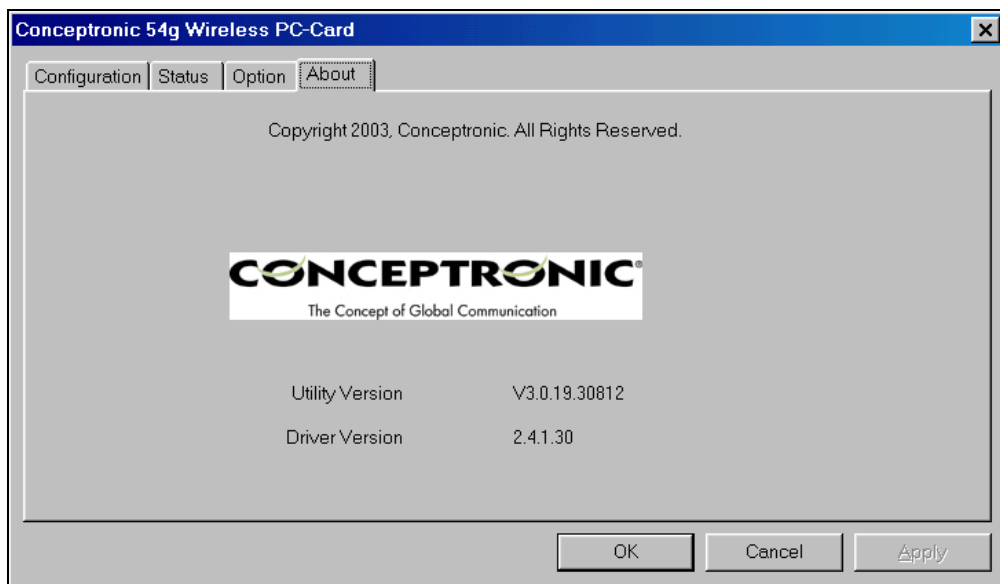 Conceptronic 54g Wireless PC-Card
Configuration Status Option About
Copyright 2003, Conceptronic. All Rights Reserved.
CONCEPTRONIC®
The Concept of Global Communication
Utility Version V3.0.19.30812
Driver Version 2.4.1.30
OK Cancel Apply